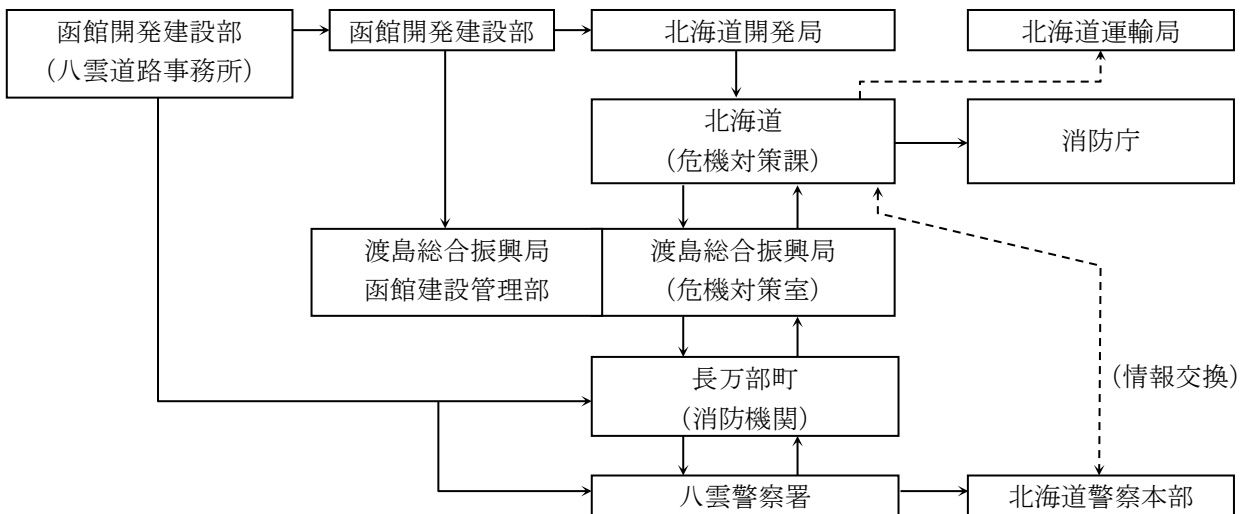 函館開発建設部
（八雲道路事務所）
函館開発建設部
北海道開発局
北海道運輸局
北海道
（危機対策課）
消防庁
渡島総合振興局
函館建設管理部
渡島総合振興局
（危機対策室）
長万部町
（消防機関）
（情報交換）
八雲警察署
北海道警察本部